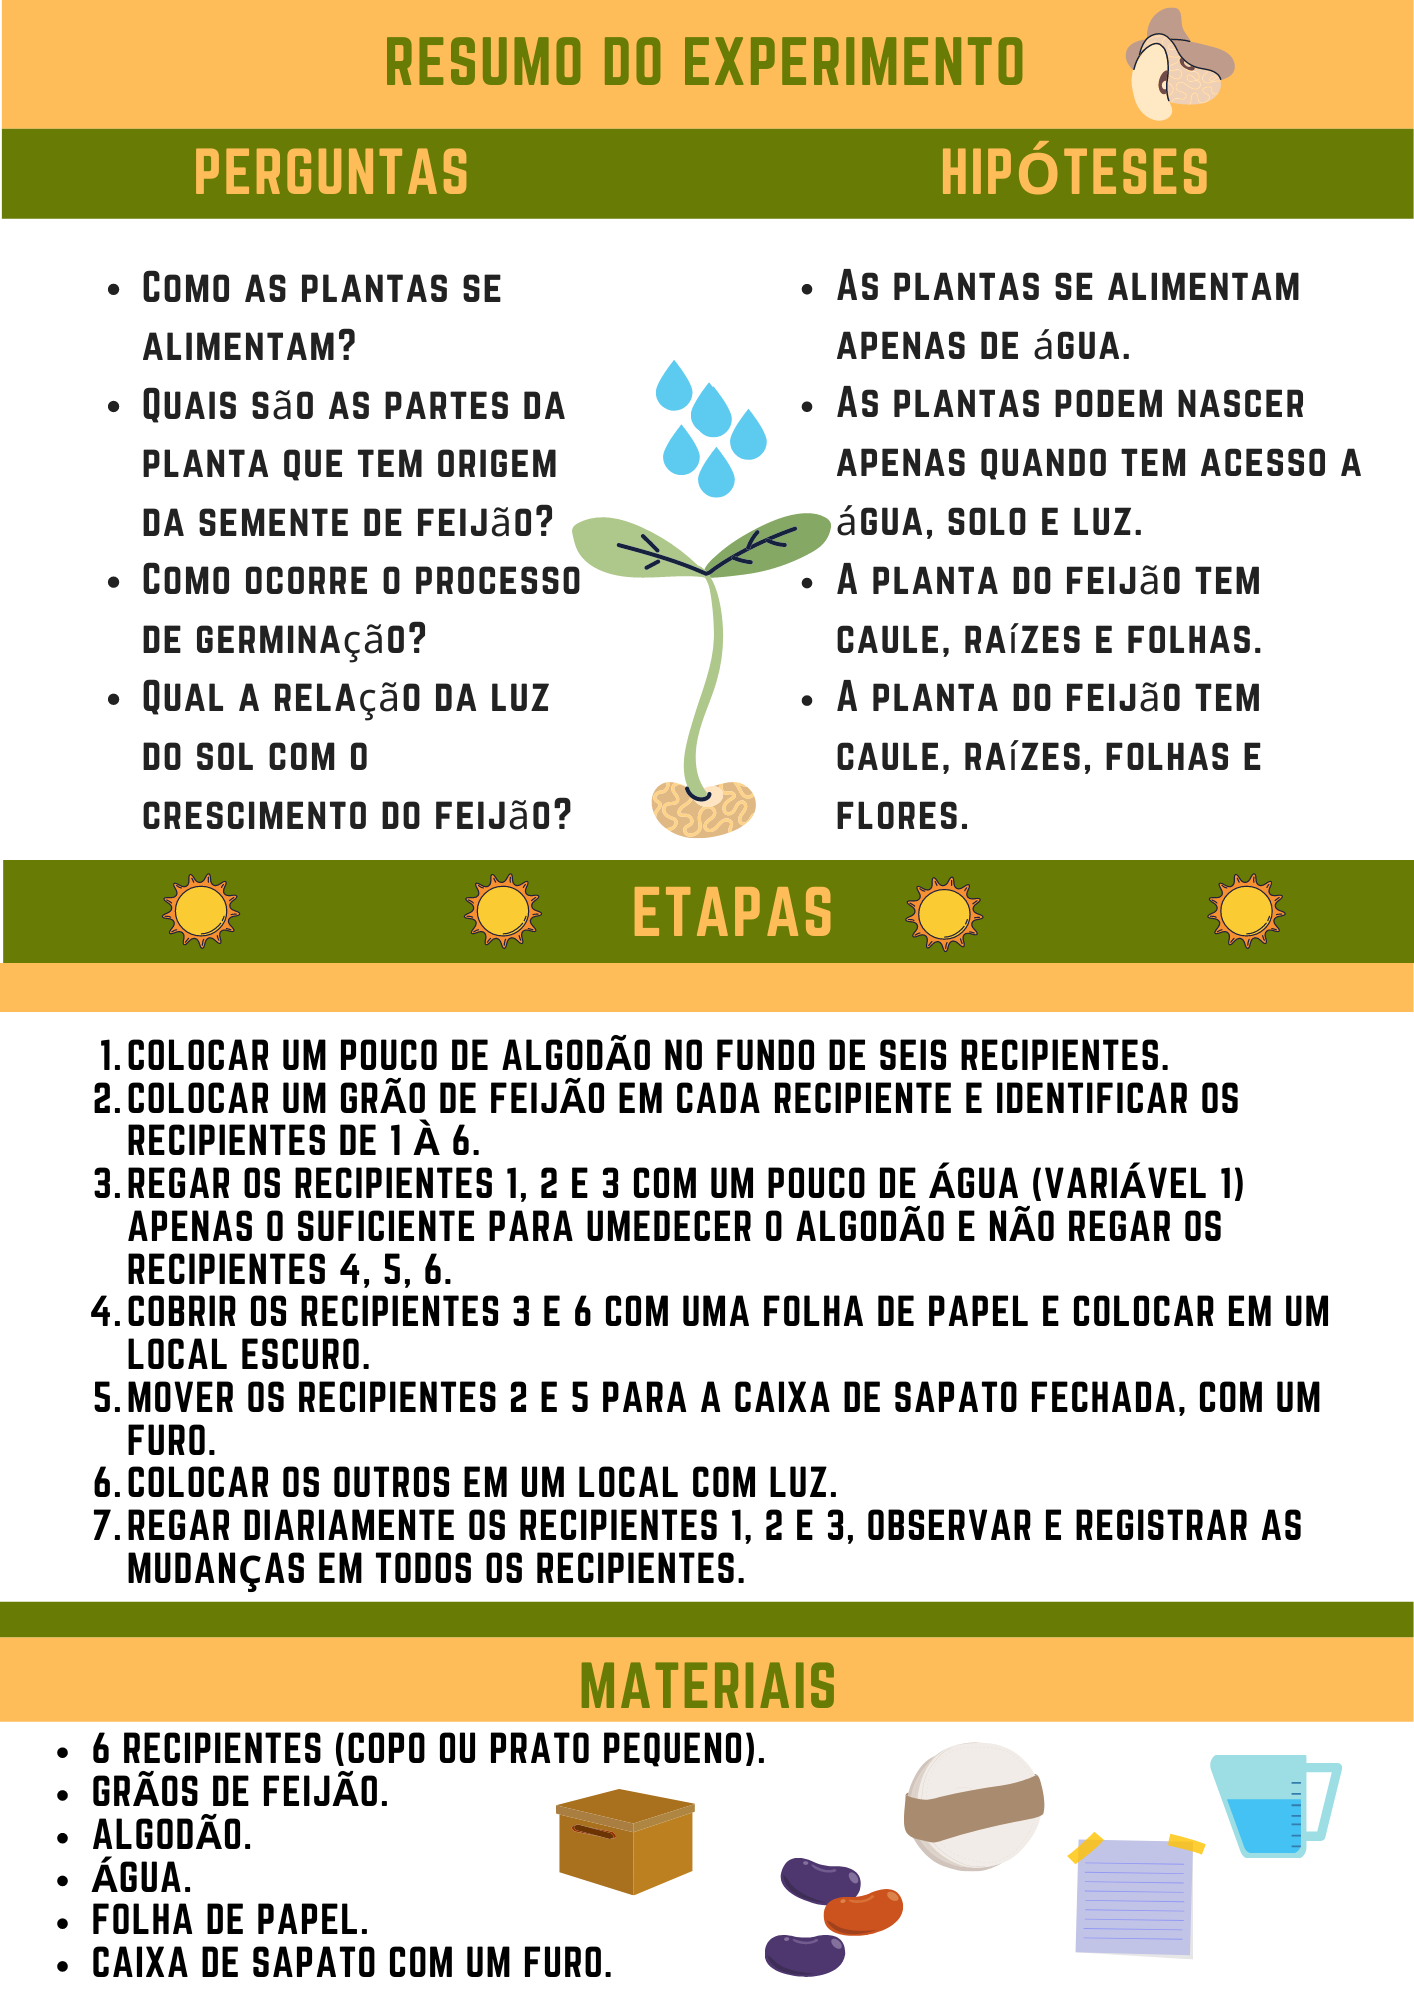 RESUMO DO EXPERIMENTO
PERGUNTAS
HIPÓTESES
• Como as plantas se
alimentam?
• Quais são as partes da
planta que tem origem
da semente de feijão?
• Como ocorre o processo
de germinação?
• Qual a relação da luz
do sol com o
crescimento do feijão?
• As plantas se alimentam
apenas de água.
• As plantas podem nascer
apenas quando tem acesso a
água, solo e luz.
• A planta do feijão tem
caule, raízes e folhas.
• A planta do feijão tem
caule, raízes, folhas e
flores.
ETAPAS
1. COLOCAR UM POUCO DE ALGODÃO NO FUNDO DE SEIS RECIPIENTES.
2. COLOCAR UM GRÃO DE FEIJÃO EM CADA RECIPIENTE E IDENTIFICAR OS
RECIPIENTES DE 1 À 6.
3. REGAR OS RECIPIENTES 1, 2 E 3 COM UM POUCO DE ÁGUA (VARIÁVEL 1)
APENAS O SUFICIENTE PARA UMEDECER O ALGODÃO E NÃO REGAR OS
RECIPIENTES 4, 5, 6.
4. COBRIR OS RECIPIENTES 3 E 6 COM UMA FOLHA DE PAPEL E COLOCAR EM UM
LOCAL ESCURO.
5. MOVER OS RECIPIENTES 2 E 5 PARA A CAIXA DE SAPATO FECHADA, COM UM
FURO.
6. COLOCAR OS OUTROS EM UM LOCAL COM LUZ.
7. REGAR DIARIAMENTE OS RECIPIENTES 1, 2 E 3, OBSERVAR E REGISTRAR AS
MUDANÇAS EM TODOS OS RECIPIENTES.
MATERIAIS
• 6 RECIPIENTES (COPO OU PRATO PEQUENO).
• GRÃOS DE FEIJÃO.
• ALGODÃO.
• ÁGUA.
• FOLHA DE PAPEL.
• CAIXA DE SAPATO COM UM FURO.